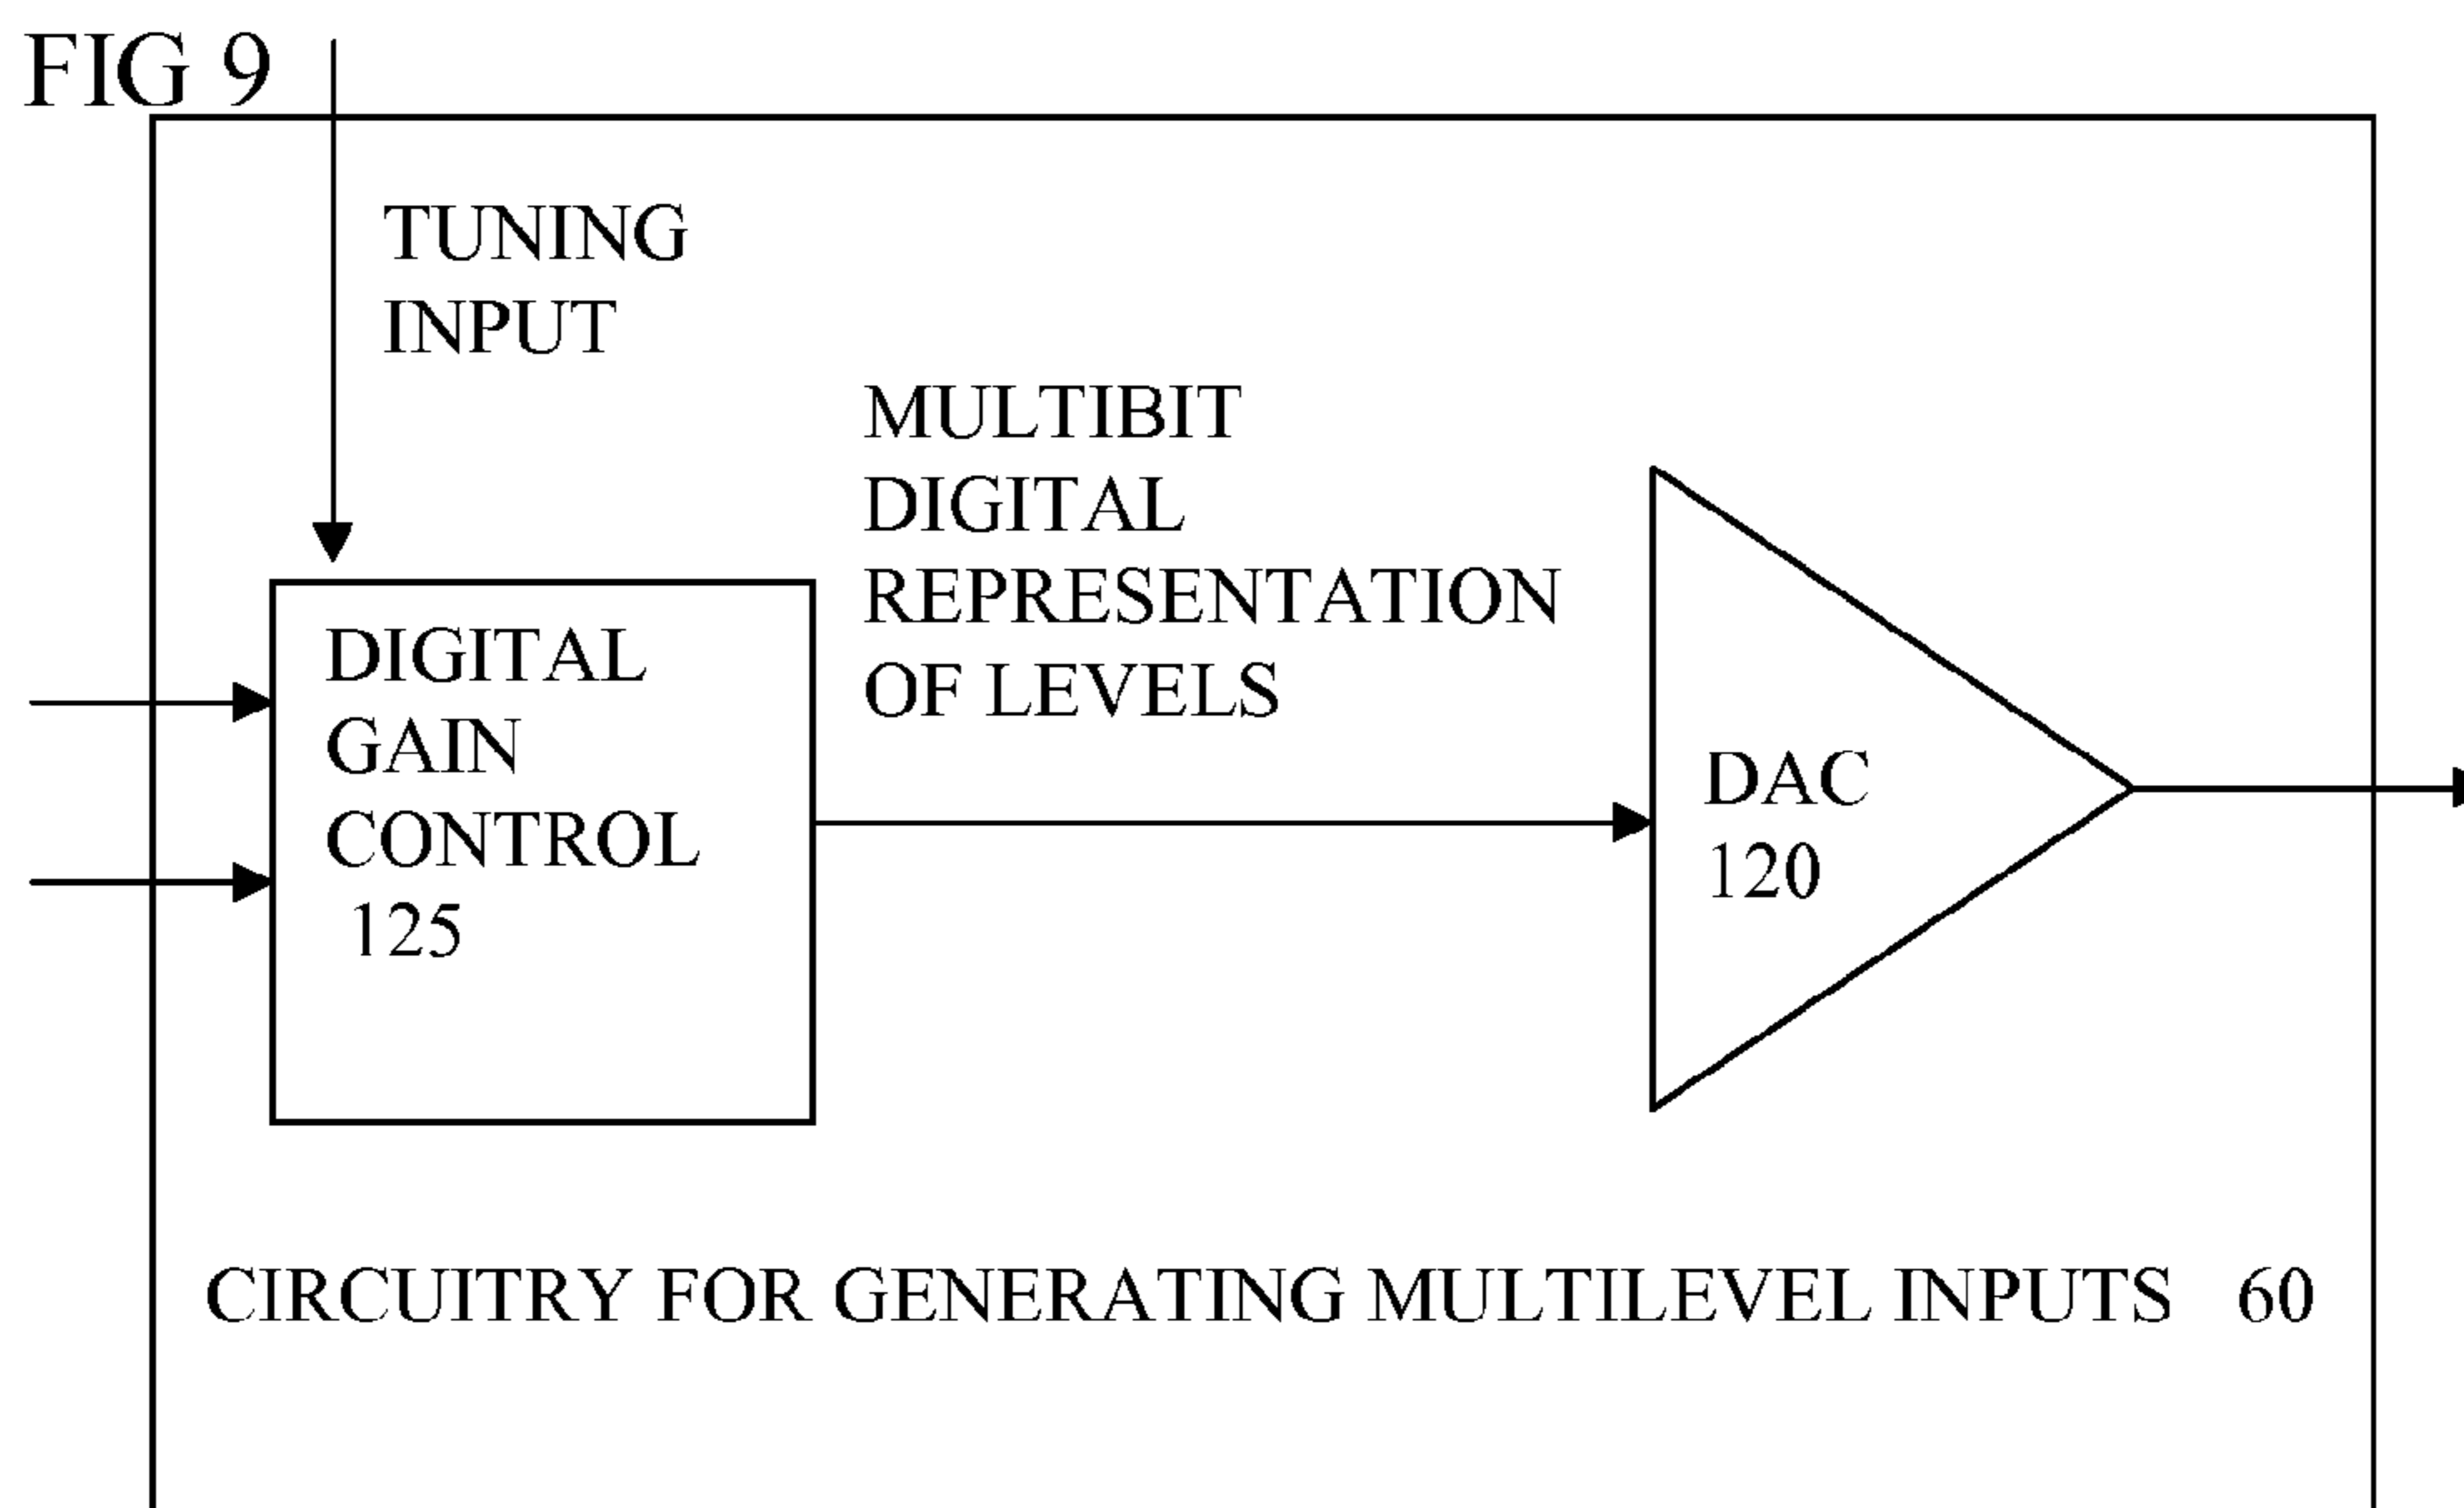 FIG 9
TUNING
INPUT
MULTIBIT
DIGITAL
REPRESENTATION
OF LEVELS
DIGITAL
GAIN
CONTROL
125
DAC
120
CIRCUITRY FOR GENERATING MULTILEVEL INPUTS 60